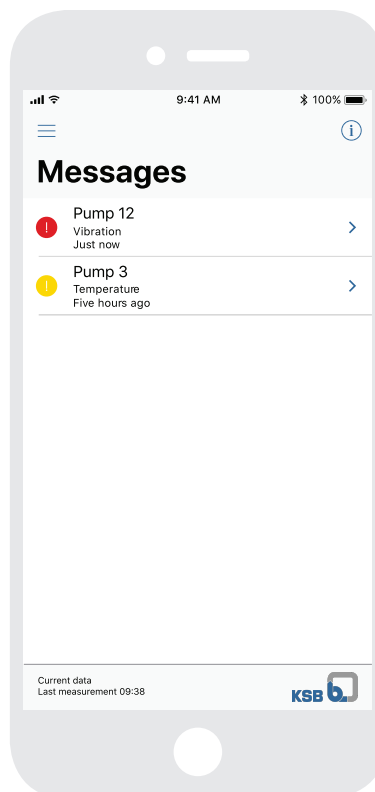 9:41 AM
100%
i
Messages
!
Pump 12
Vibration
Just now
!
Pump 3
Temperature
Five hours ago
Current data
Last measurement 09:38
KSB b.